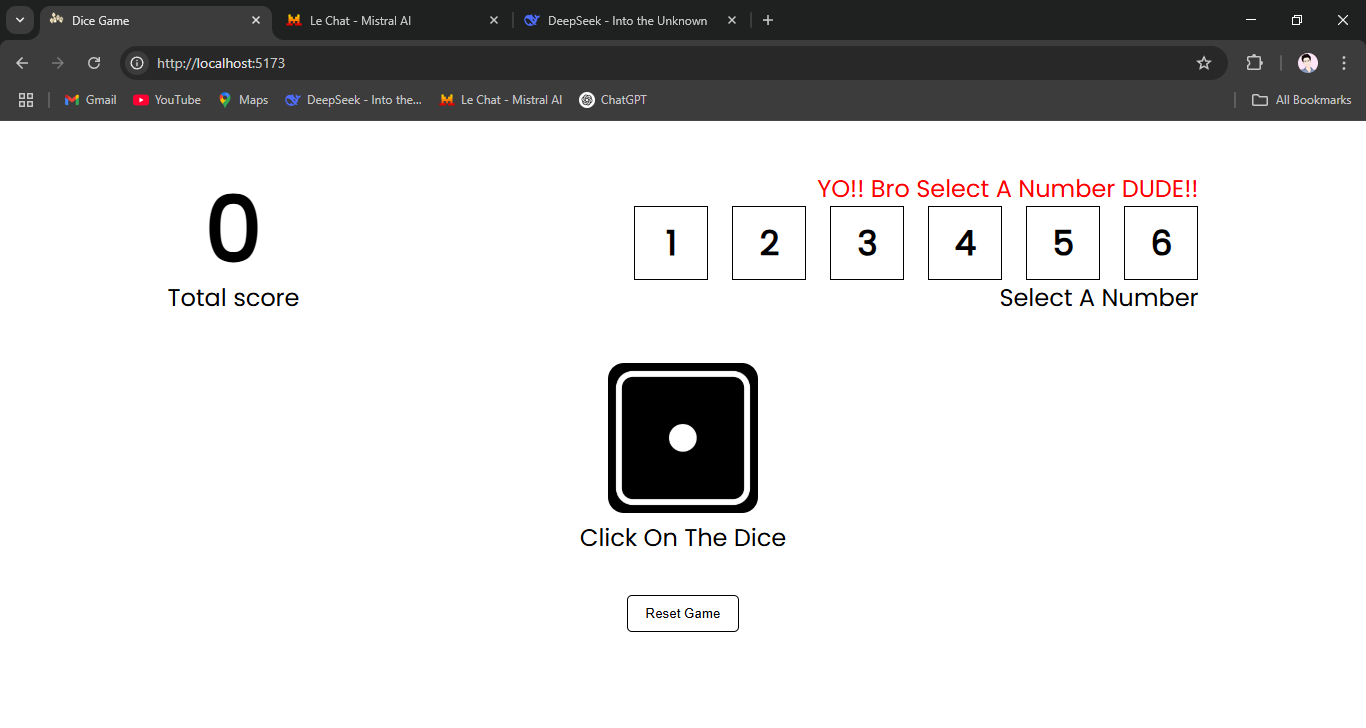 Dice Game
Le Chat - Mistral AI
DeepSeek - Into the Unknown
http://localhost:5173
Gmail
YouTube
Maps
DeepSeek - Into the...
Le Chat - Mistral AI
ChatGPT
All Bookmarks
0
Total score
YO!! Bro Select A Number DUDE!!
1 2 3 4 5 6
Select A Number
Click On The Dice
Reset Game